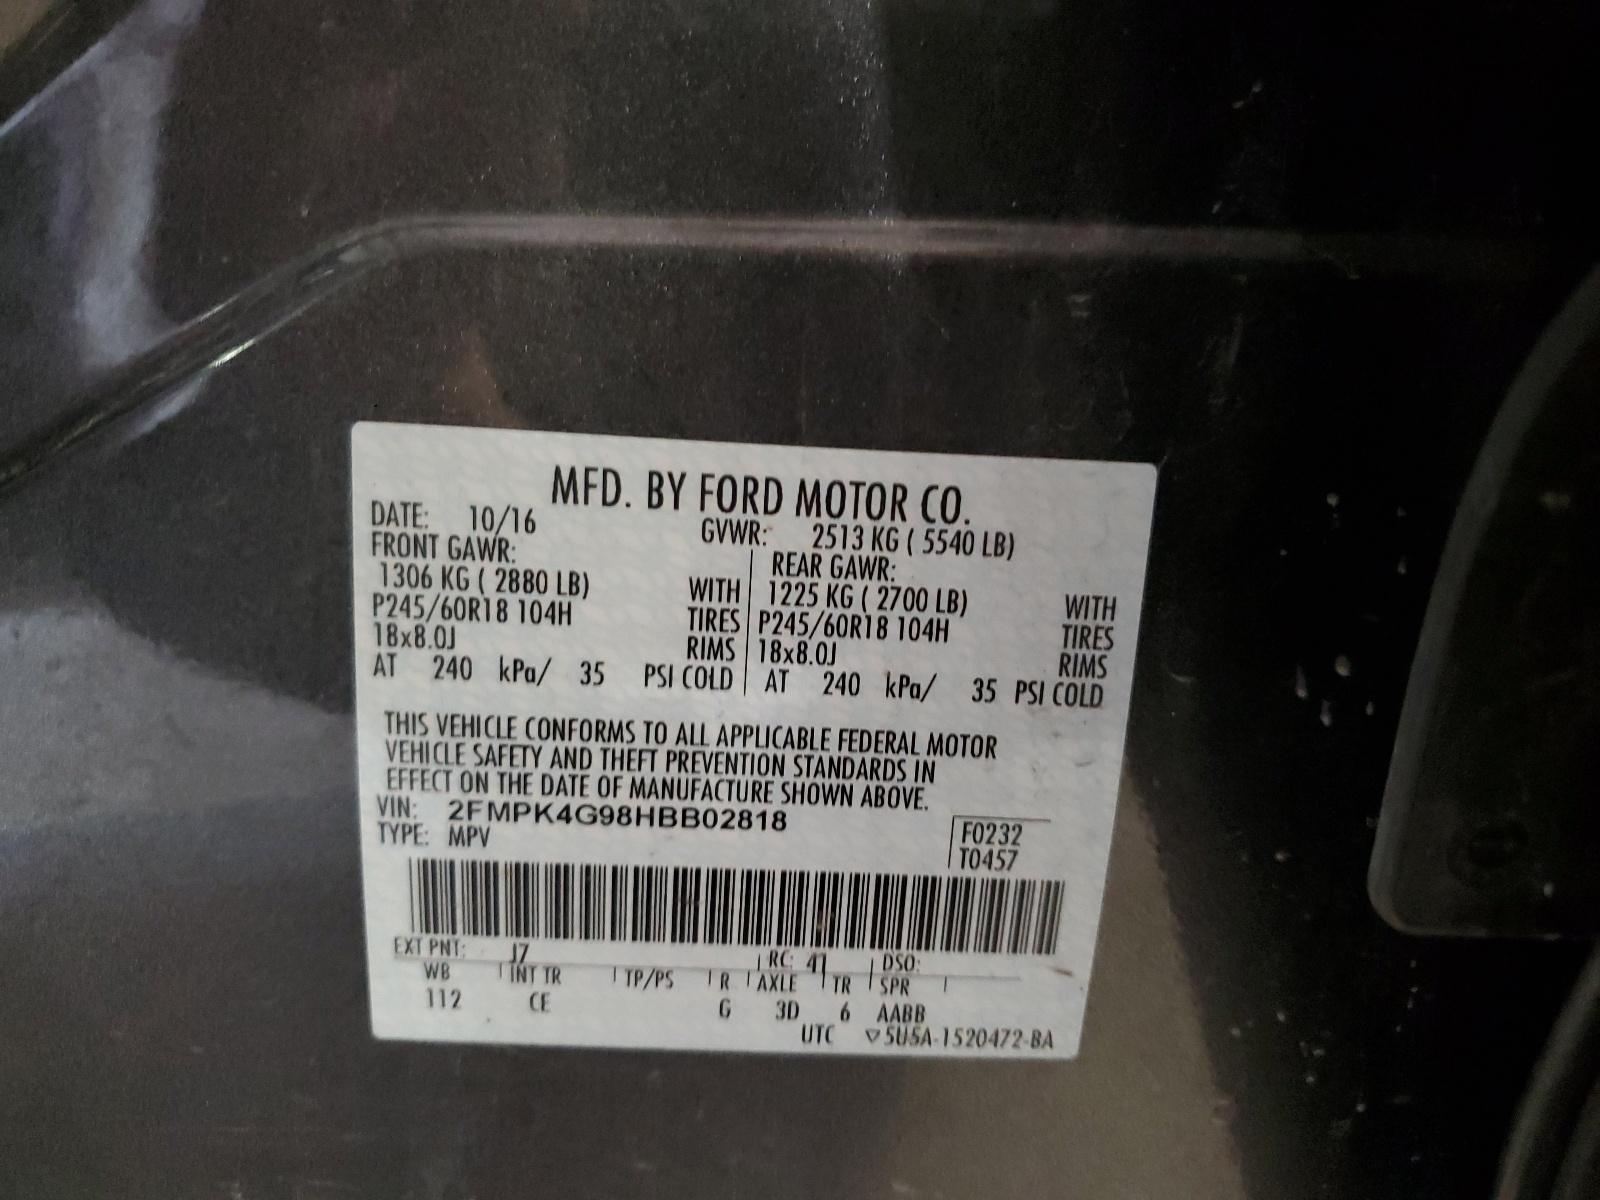 MFD. BY FORD MOTOR CO.
DATE: 10/16 GVWR: 2513 KG ( 5540 LB)
FRONT GAWR: REAR GAWR:
1306 KG ( 2880 LB) WITH 1225 KG ( 2700 LB) WITH
P245/60R18 104H TIRES P245/60R18 104H TIRES
18x8.0J RIMS 18x8.0J RIMS
AT 240 kPa/ 35 PSI COLD AT 240 kPa/ 35 PSI COLD
THIS VEHICLE CONFORMS TO ALL APPLICABLE FEDERAL MOTOR
VEHICLE SAFETY AND THEFT PREVENTION STANDARDS IN
EFFECT ON THE DATE OF MANUFACTURE SHOWN ABOVE.
VIN: 2FMPK4G98HBB02818 F0232
TYPE: MPV T0457
EXT PNT: J7 RC: 41 DSO:
WB INT TR TP/PS R AXLE TR SPR
112 CE G 3D 6 AABB
UTC ▽5U5A-1520472-BA